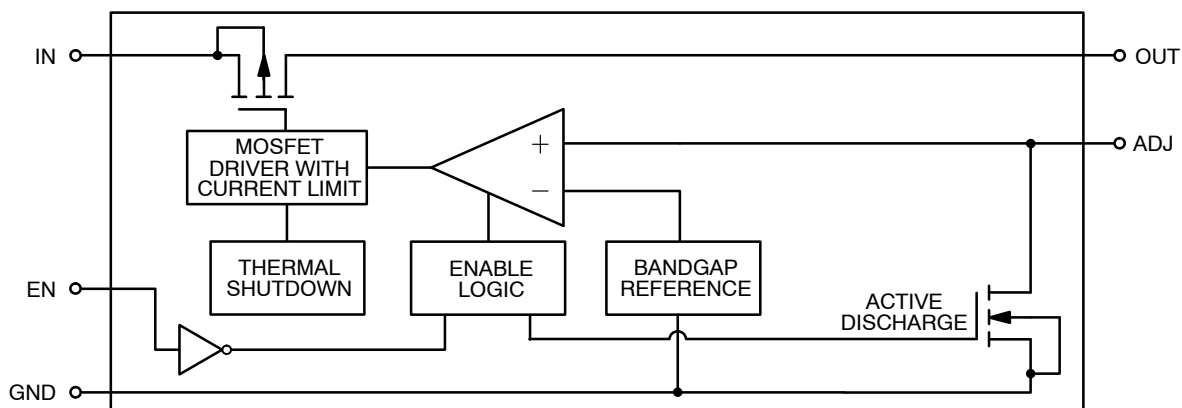 IN
OUT
ADJ
MOSFET
DRIVER WITH
CURRENT LIMIT
+
−
THERMAL
SHUTDOWN
ENABLE
LOGIC
BANDGAP
REFERENCE
EN
ACTIVE
DISCHARGE
GND